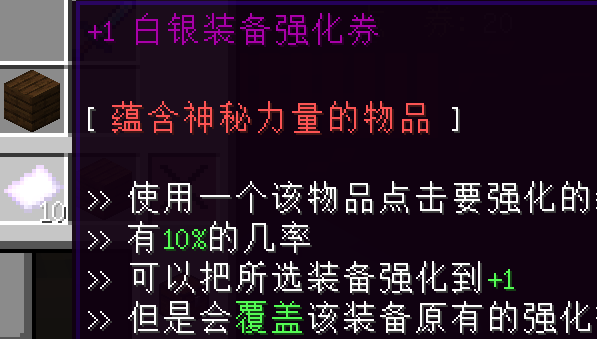 +1 白银装备强化券
[ 蕴含神秘力量的物品 ]
>> 使用一个该物品点击要强化的
>> 有10%的几率
>> 可以把所选装备强化到+1
>> 但是会覆盖该装备原有的强化
10